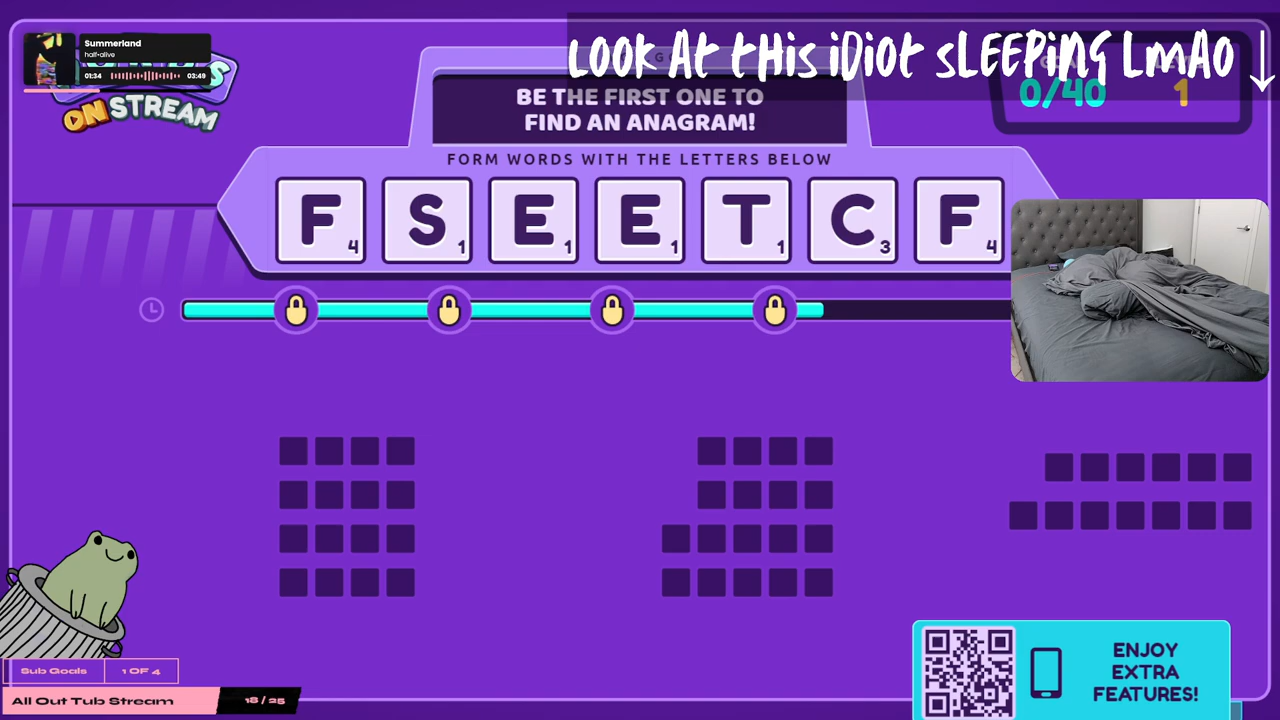 Summerland
half•alive
01:34
03:49
ON STREAM
LOOK At tHis iDiOt sLEEPiNG LmAO ↓
0/40
1
BE THE FIRST ONE TO
FIND AN ANAGRAM!
FORM WORDS WITH THE LETTERS BELOW
F 4 S 1 E 1 E 1 T 1 C 3 F 4
Sub Goals 1 OF 4
All Out Tub Stream 18 / 25
ENJOY
EXTRA
FEATURES!